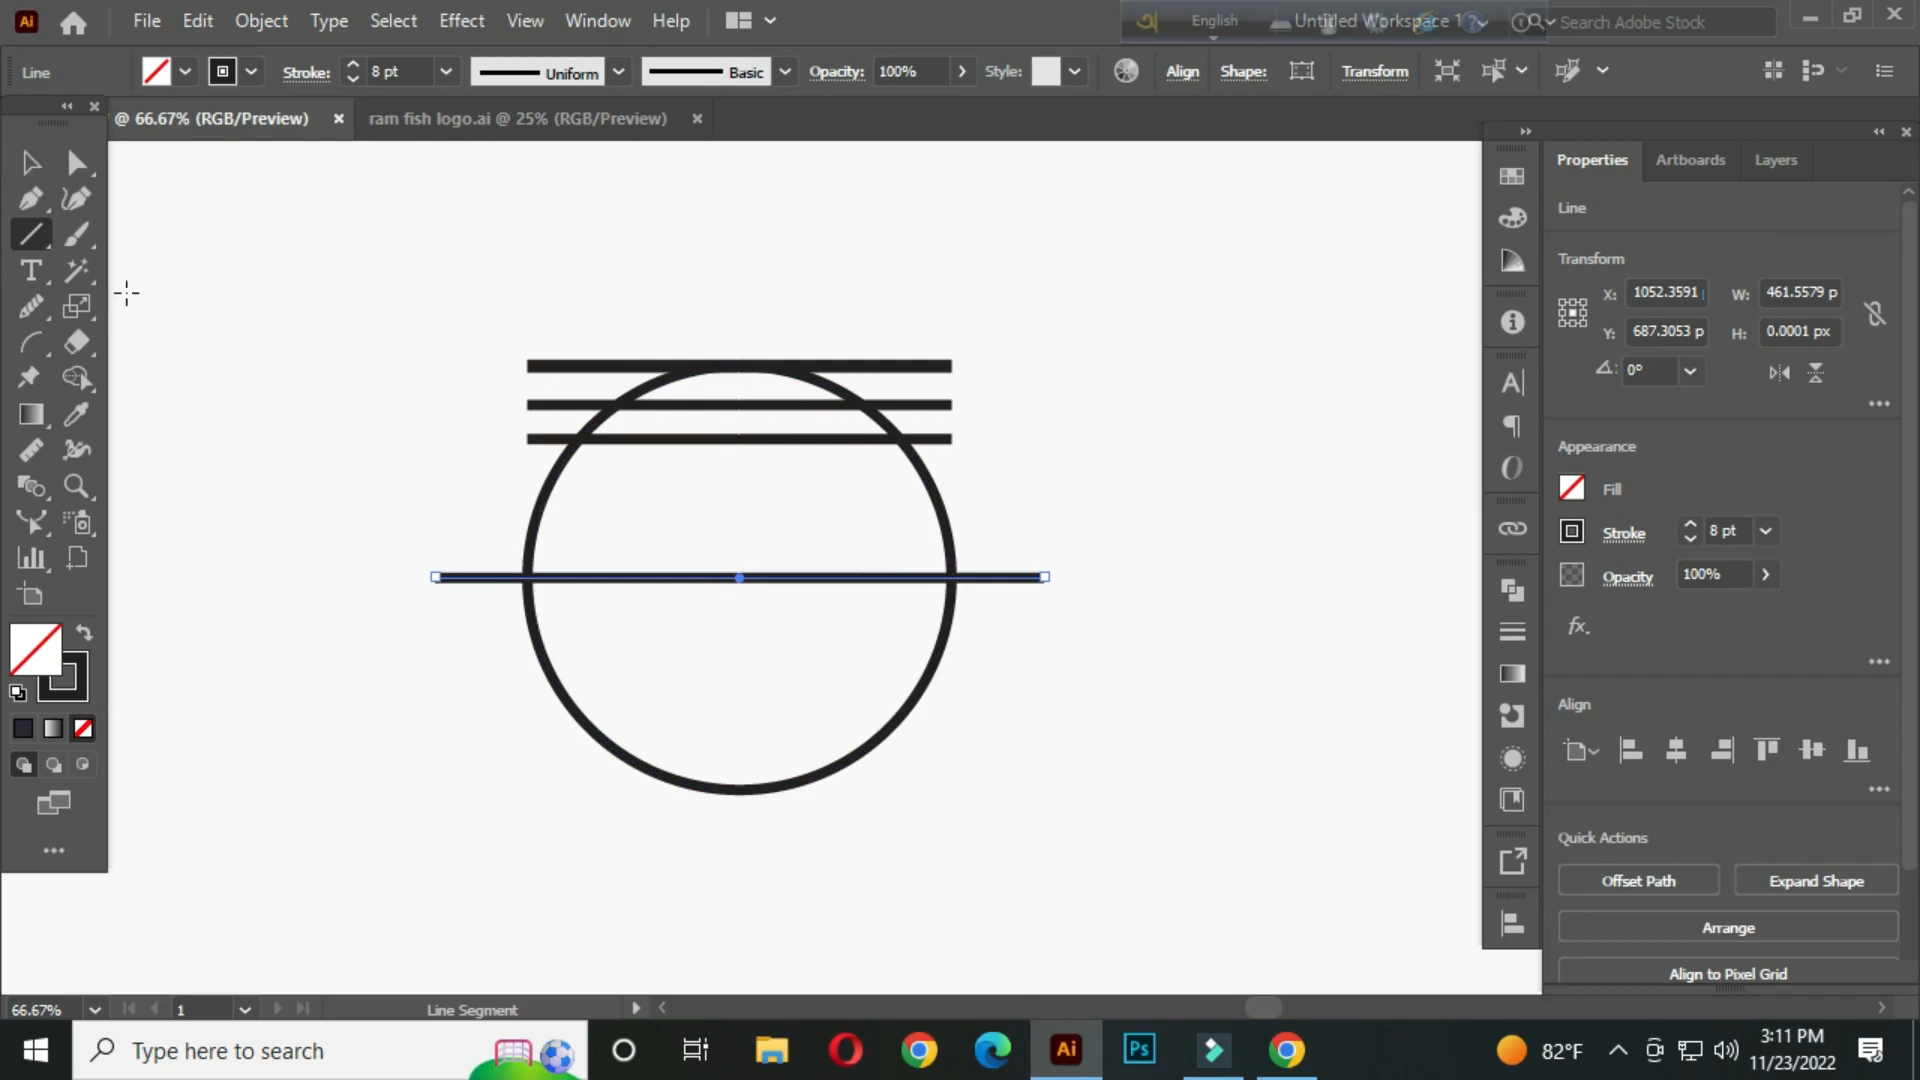 Ai File Edit Object Type Select Effect View Window Help English Untitled Workspace 1 Search Adobe Stock
Line Stroke: 8 pt Uniform Basic Opacity: 100% Style: Align Shape: Transform
@ 66.67% (RGB/Preview) × ram fish logo.ai @ 25% (RGB/Preview) ×
Properties Artboards Layers
Line
Transform
X: 1052.3591 W: 461.5579 p
Y: 687.3053 p H: 0.0001 px
0°
Appearance
Fill
Stroke 8 pt
Opacity 100%
fx.
Align
Quick Actions
Offset Path Expand Shape
Arrange
Align to Pixel Grid
66.67% 1 Line Segment
Type here to search Ai Ps 82°F 3:11 PM
11/23/2022